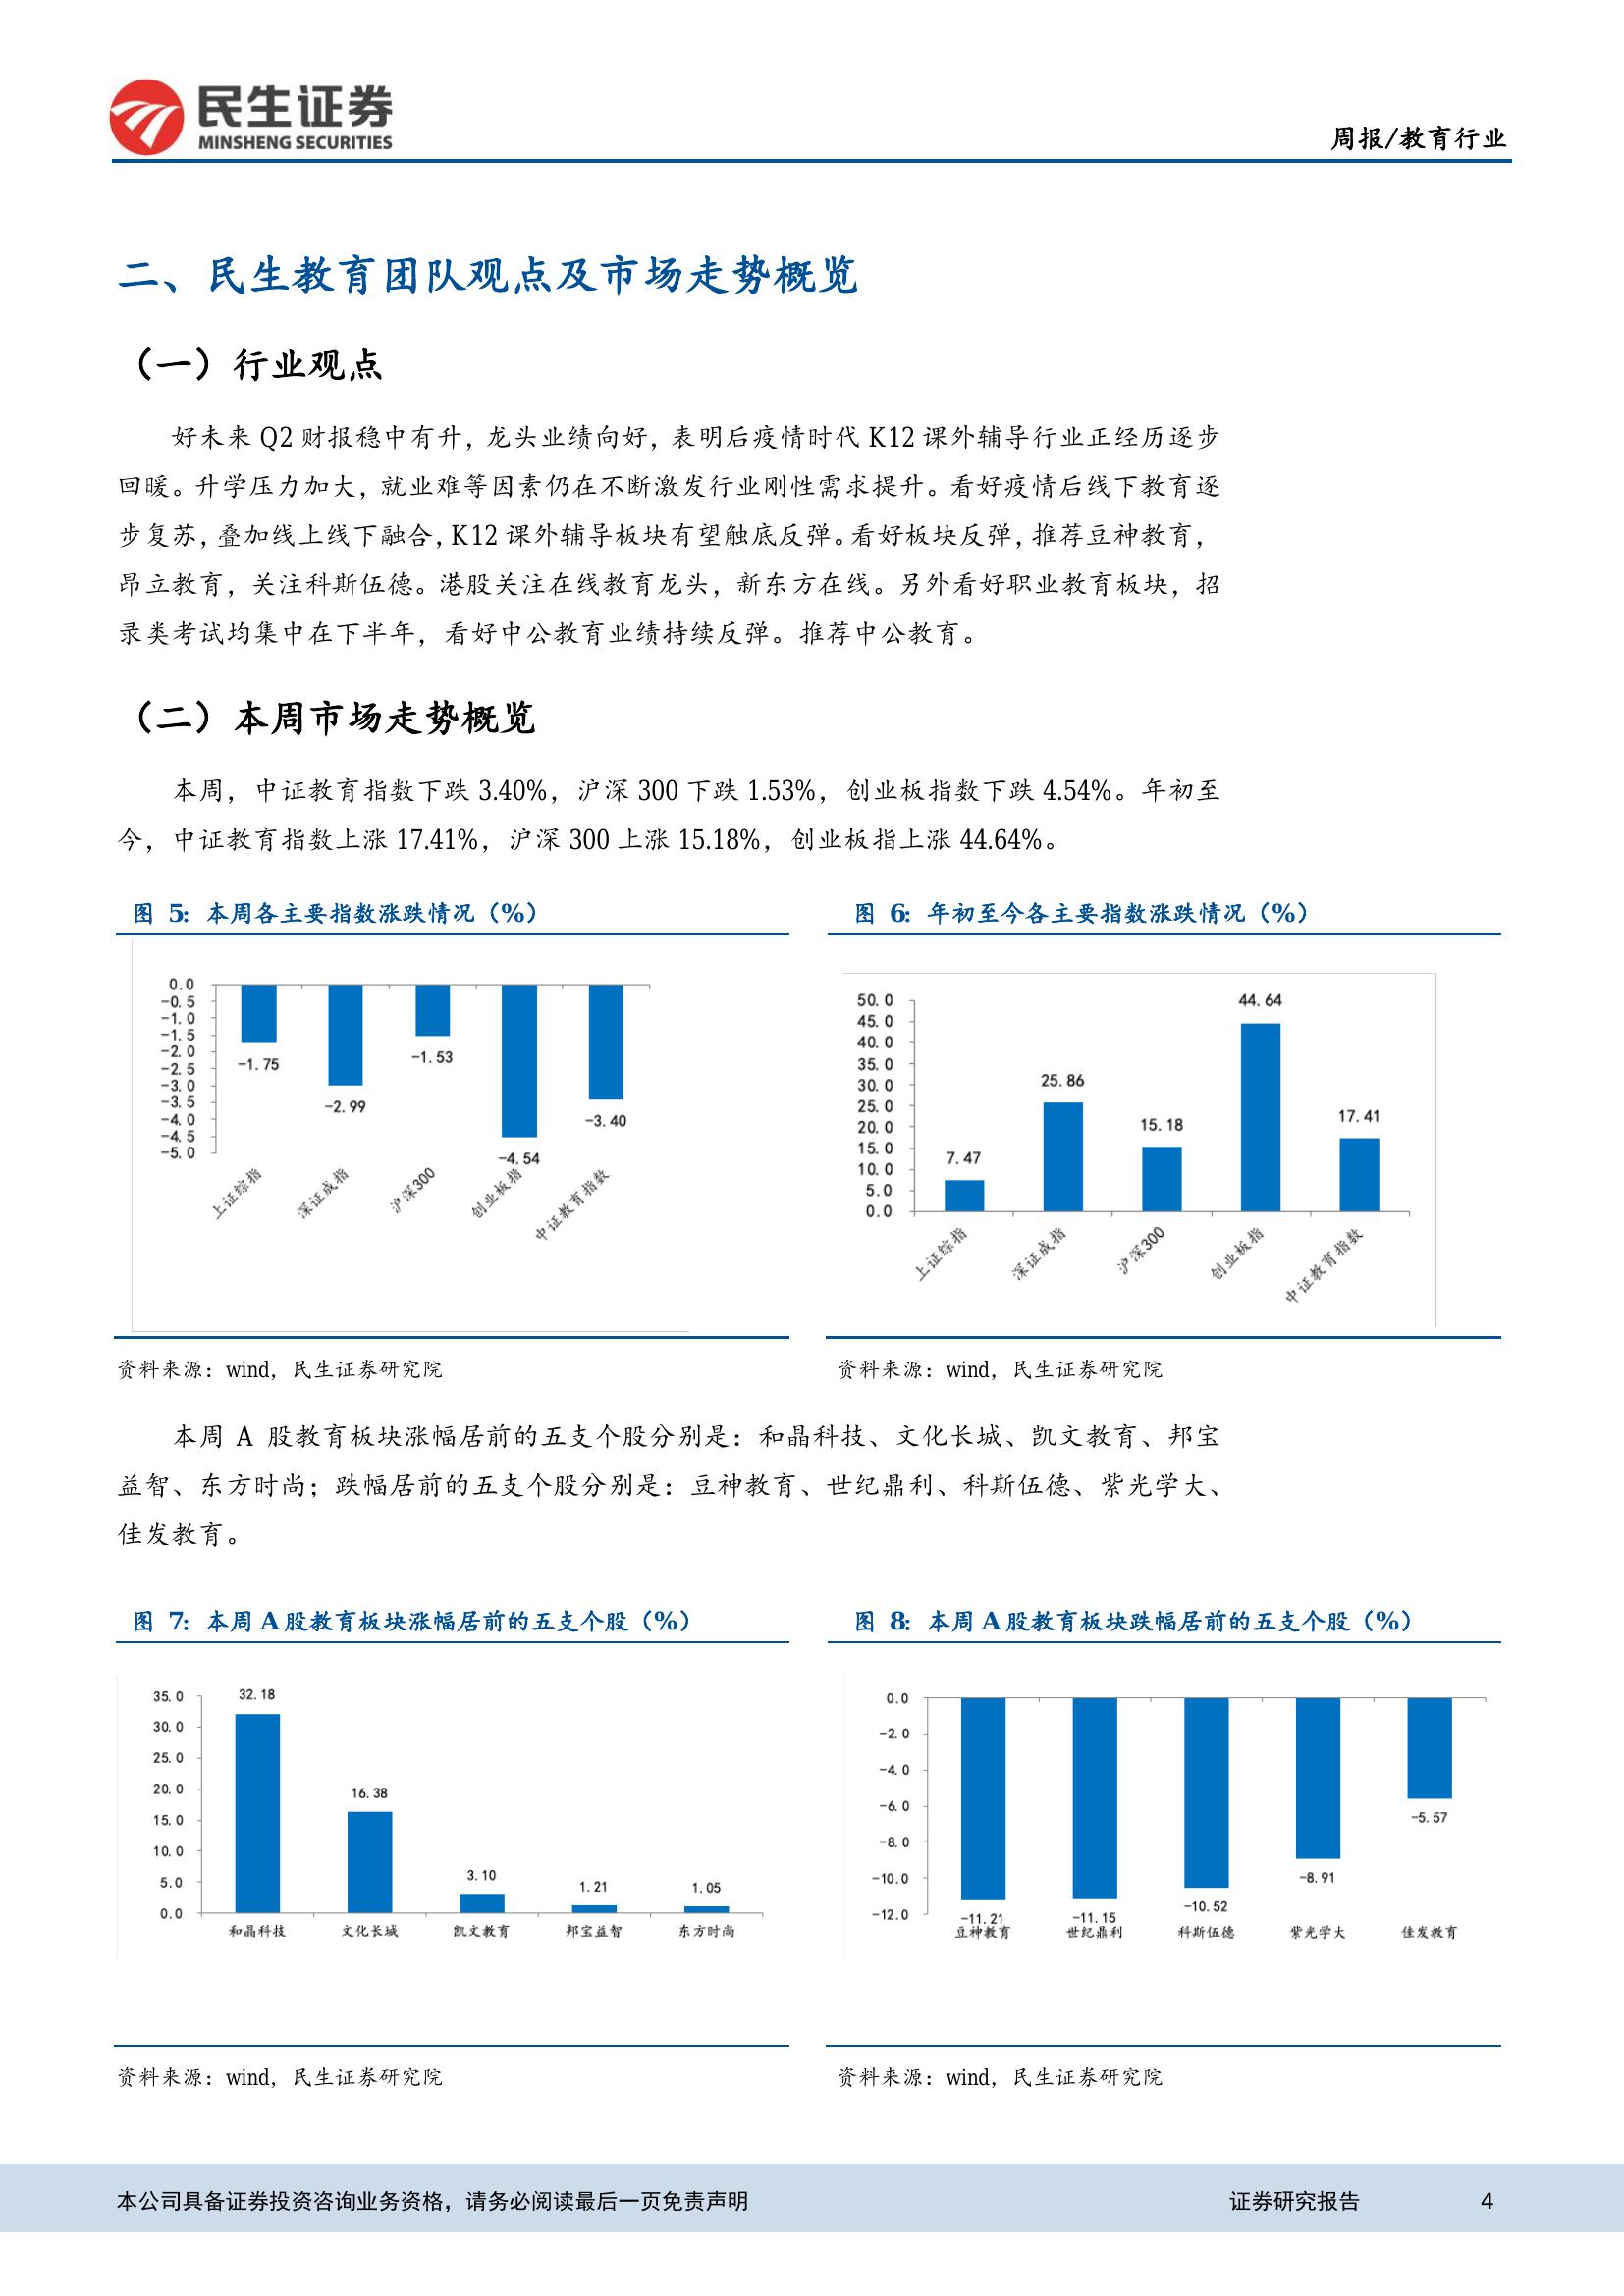 民生证券
MINSHENG SECURITIES
周报/教育行业
二、民生教育团队观点及市场走势概览
（一）行业观点
好未来 Q2 财报稳中有升，龙头业绩向好，表明后疫情时代 K12 课外辅导行业正经历逐步
回暖。升学压力加大，就业难等因素仍在不断激发行业刚性需求提升。看好疫情后线下教育逐
步复苏，叠加线上线下融合，K12 课外辅导板块有望触底反弹。看好板块反弹，推荐豆神教育，
昂立教育，关注科斯伍德。港股关注在线教育龙头，新东方在线。另外看好职业教育板块，招
录类考试均集中在下半年，看好中公教育业绩持续反弹。推荐中公教育。
（二）本周市场走势概览
本周，中证教育指数下跌 3.40%，沪深 300 下跌 1.53%，创业板指数下跌 4.54%。年初至
今，中证教育指数上涨 17.41%，沪深 300 上涨 15.18%，创业板指上涨 44.64%。
图 5：本周各主要指数涨跌情况（%）
0.0
-0.5
-1.0
-1.5
-2.0
-2.5
-3.0
-3.5
-4.0
-4.5
-5.0
-1.75
-2.99
-1.53
-4.54
-3.40
上证综指
深证成指
沪深300
创业板指
中证教育指数
资料来源：wind，民生证券研究院
图 6：年初至今各主要指数涨跌情况（%）
50.0
45.0
40.0
35.0
30.0
25.0
20.0
15.0
10.0
5.0
0.0
7.47
25.86
15.18
44.64
17.41
上证综指
深证成指
沪深300
创业板指
中证教育指数
资料来源：wind，民生证券研究院
本周 A 股教育板块涨幅居前的五支个股分别是：和晶科技、文化长城、凯文教育、邦宝
益智、东方时尚；跌幅居前的五支个股分别是：豆神教育、世纪鼎利、科斯伍德、紫光学大、
佳发教育。
图 7：本周 A 股教育板块涨幅居前的五支个股（%）
35.0
30.0
25.0
20.0
15.0
10.0
5.0
0.0
32.18
16.38
3.10
1.21
1.05
和晶科技
文化长城
凯文教育
邦宝益智
东方时尚
资料来源：wind，民生证券研究院
图 8：本周 A 股教育板块跌幅居前的五支个股（%）
0.0
-2.0
-4.0
-6.0
-8.0
-10.0
-12.0
-11.21
-11.15
-10.52
-8.91
-5.57
豆神教育
世纪鼎利
科斯伍德
紫光学大
佳发教育
资料来源：wind，民生证券研究院
本公司具备证券投资咨询业务资格，请务必阅读最后一页免责声明
证券研究报告
4